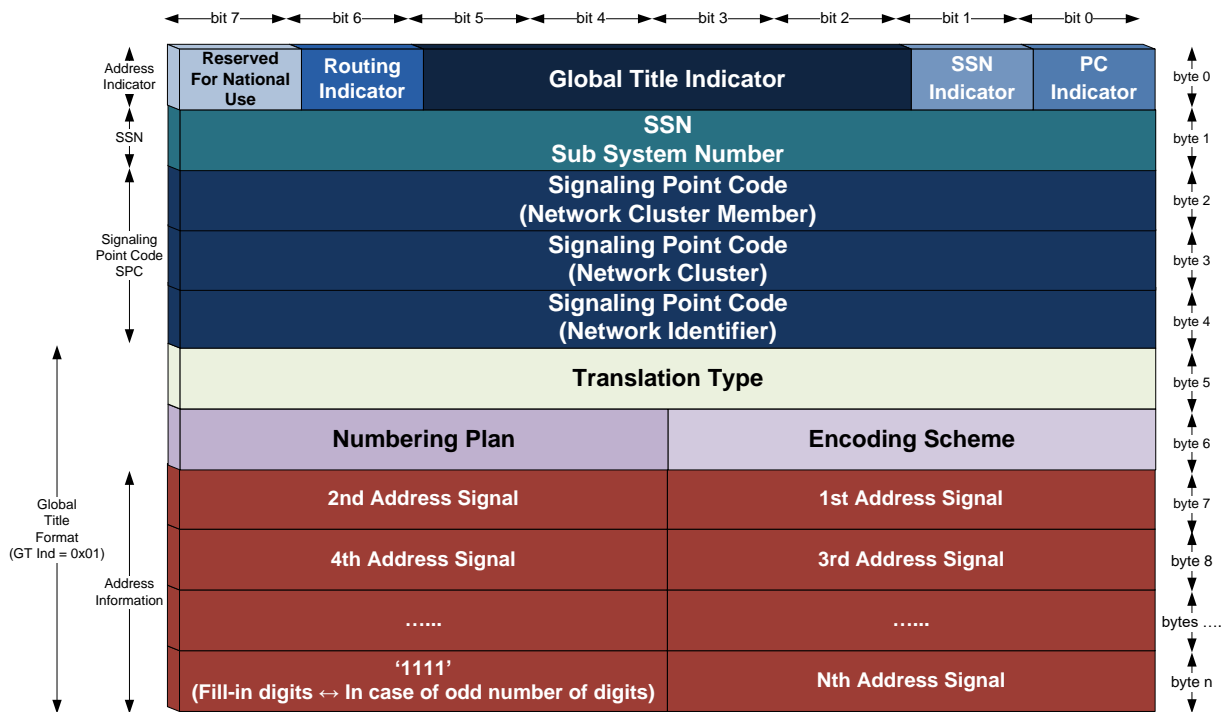 bit 7 bit 6 bit 5 bit 4 bit 3 bit 2 bit 1 bit 0
Address
Indicator
Reserved
For National
Use
Routing
Indicator
Global Title Indicator
SSN
Indicator
PC
Indicator
byte 0
SSN
SSN
Sub System Number
byte 1
Signaling
Point Code
SPC
Signaling Point Code
(Network Cluster Member)
byte 2
Signaling Point Code
(Network Cluster)
byte 3
Signaling Point Code
(Network Identifier)
byte 4
Global
Title
Format
(GT Ind = 0x01)
Translation Type
byte 5
Numbering Plan
Encoding Scheme
byte 6
Address
Information
2nd Address Signal
1st Address Signal
byte 7
4th Address Signal
3rd Address Signal
byte 8
…...
…...
bytes ….
‘1111’
(Fill-in digits ↔ In case of odd number of digits)
Nth Address Signal
byte n